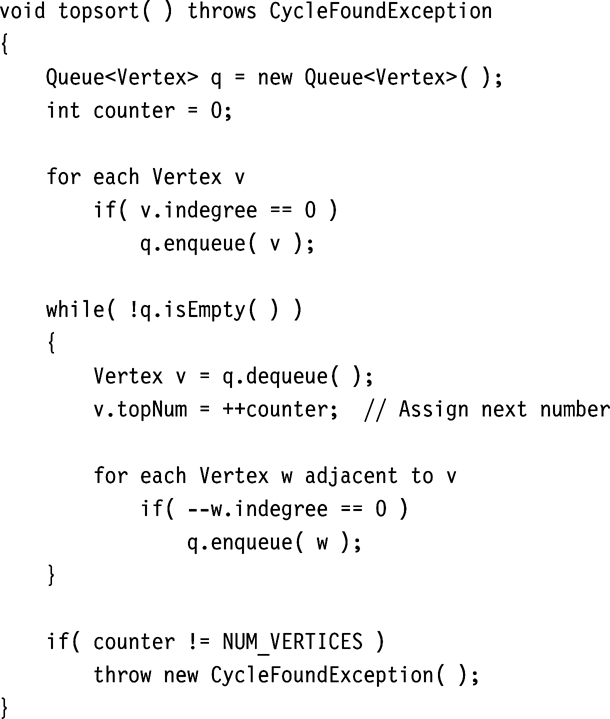 void topsort( ) throws CycleFoundException
{
    Queue<Vertex> q = new Queue<Vertex>( );
    int counter = 0;

    for each Vertex v
        if( v.indegree == 0 )
            q.enqueue( v );

    while( !q.isEmpty( ) )
    {
        Vertex v = q.dequeue( );
        v.topNum = ++counter;  // Assign next number

        for each Vertex w adjacent to v
            if( --w.indegree == 0 )
                q.enqueue( w );
    }

    if( counter != NUM_VERTICES )
        throw new CycleFoundException( );
}